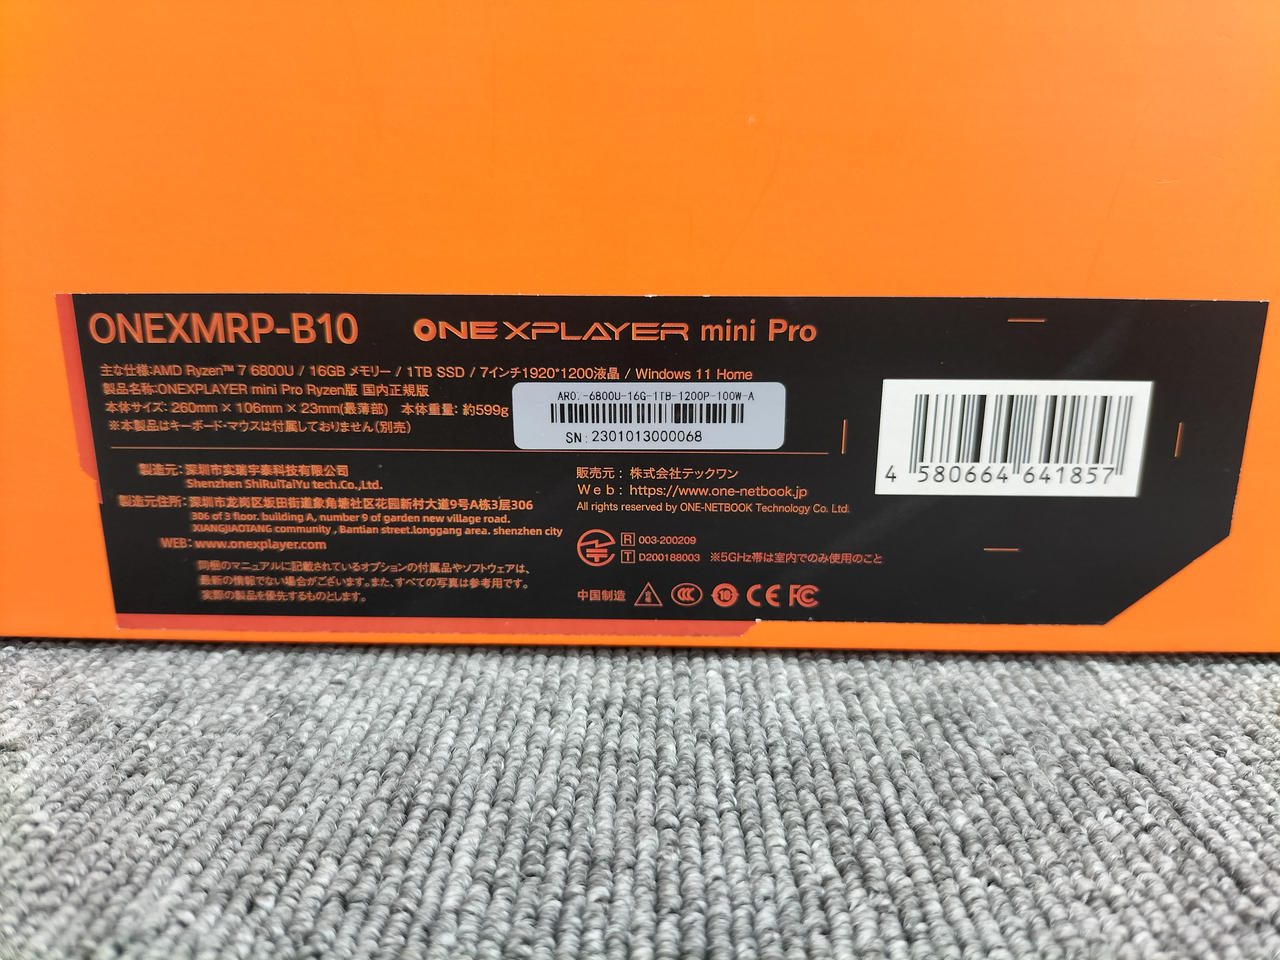 ONEXMRP-B10
ONEXPLAYER mini Pro
主な仕様:AMD Ryzen™ 7 6800U / 16GB メモリー / 1TB SSD / 7インチ1920*1200液晶 / Windows 11 Home
製品名称:ONEXPLAYER mini Pro Ryzen版 国内正規版
本体サイズ: 260mm × 106mm × 23mm(最薄部) 本体重量: 約599g
※本製品はキーボード・マウスは付属しておりません(別売)
-6800U-16G-1TB-1200P-100W-A
SN: 2301013000068
4 580664 641857
製造元: 深圳市实瑞宇泰科技有限公司
Shenzhen ShiRuiTaiYu tech.Co.,Ltd.
製造元住所: 深圳市龙岗区坂田街道象角塘社区花园新村大道9号A栋3层306
306 of 3 floor. building A, number 9 of garden new village road.
XIANGJIAOTANG community , Bantian street.longgang area. shenzhen city
WEB: www.onexplayer.com
同梱のマニュアルに記載されているオプションの付属品やソフトウェアは、
最新の情報でない場合がございます。また、すべての写真は参考用です。
実際の製品を優先するものとします。
販売元 : 株式会社テックワン
Web : https://www.one-netbook.jp
All rights reserved by ONE-NETBOOK Technology Co. Ltd.
R 003-200209
T D200188003 ※5GHz帯は室内でのみ使用のこと
中国制造 CCC 10 CE FC